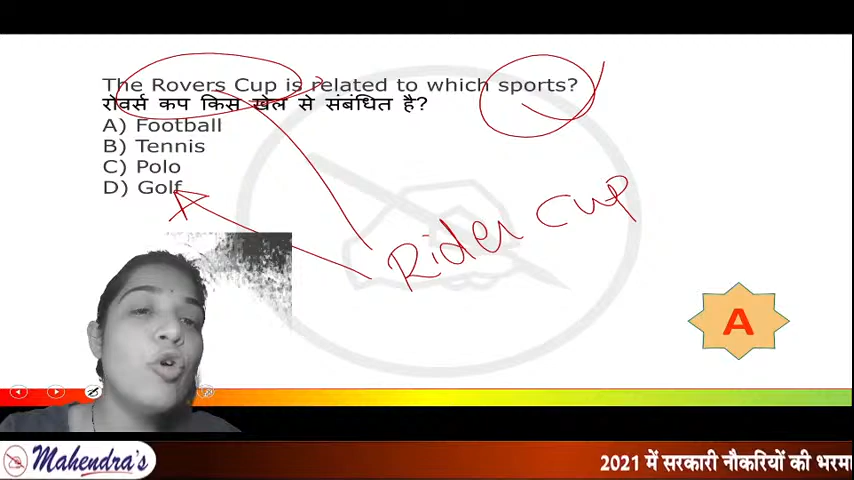 The Rovers Cup is related to which sports?
रोवर्स कप किस खेल से संबंधित है?
A) Football
B) Tennis
C) Polo
D) Golf
Rider cup
A
Mahendra's
2021 में सरकारी नौकरियों की भरमा